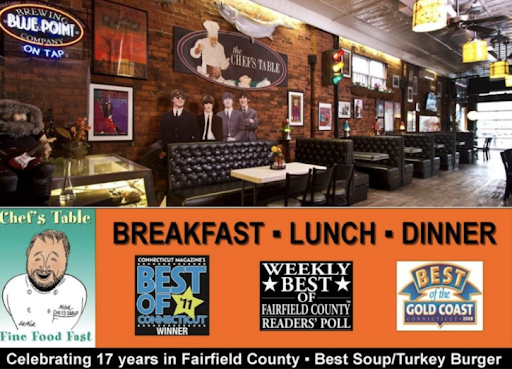 BREWING
BLUE POINT
COMPANY
ON TAP
the
CHEF'S TABLE
Chef's Table
Fine Food Fast
BREAKFAST ▪ LUNCH ▪ DINNER
CONNECTICUT MAGAZINE'S
BEST
OF '11
CONNECTICUT
WINNER
WEEKLY
★ BEST ★
OF
FAIRFIELD COUNTY
READERS' POLL
BEST
of the
GOLD COAST
CONNECTICUT 2008
Celebrating 17 years in Fairfield County ▪ Best Soup/Turkey Burger